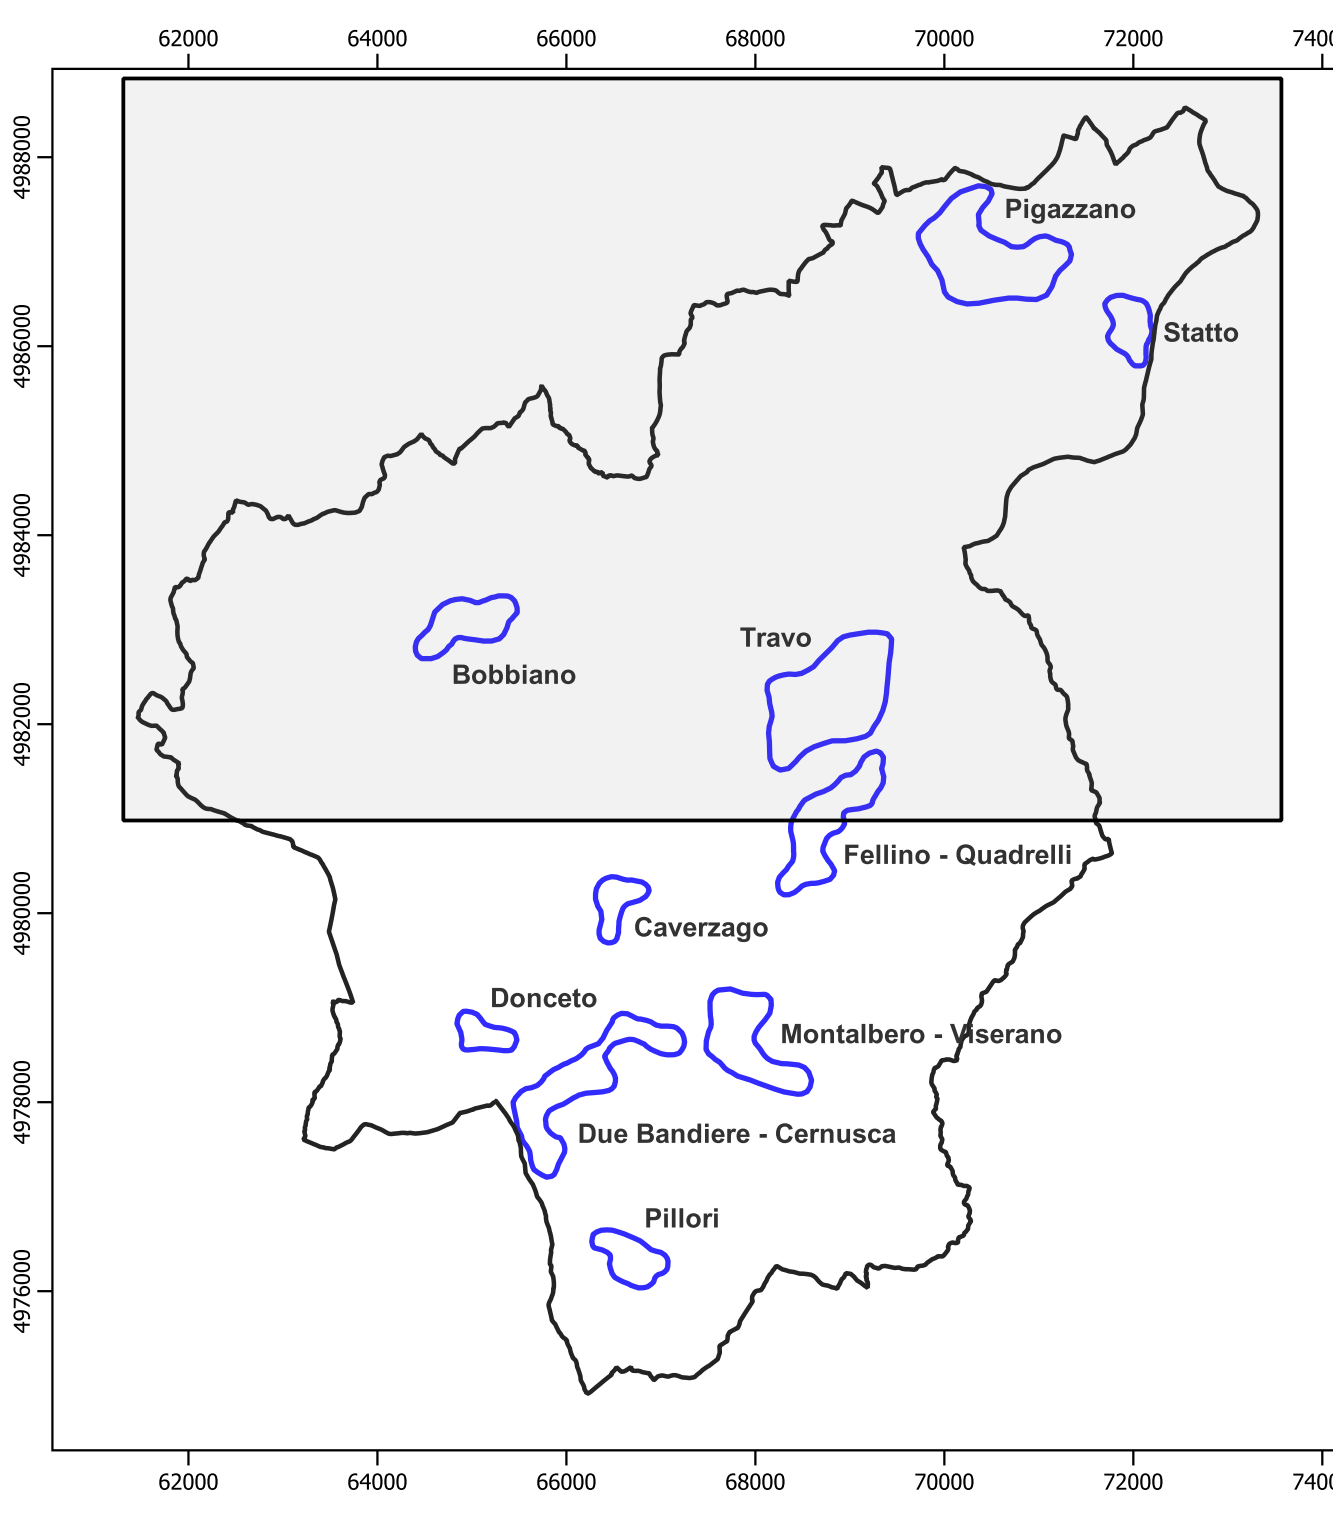 62000 64000 66000 68000 70000 72000 7400
4988000
Pigazzano
4986000
Statto
4984000
Travo
Bobbiano
4982000
Fellino - Quadrelli
4980000
Caverzago
Donceto
Montalbero - Viserano
4978000
Due Bandiere - Cernusca
Pillori
4976000
62000 64000 66000 68000 70000 72000 7400